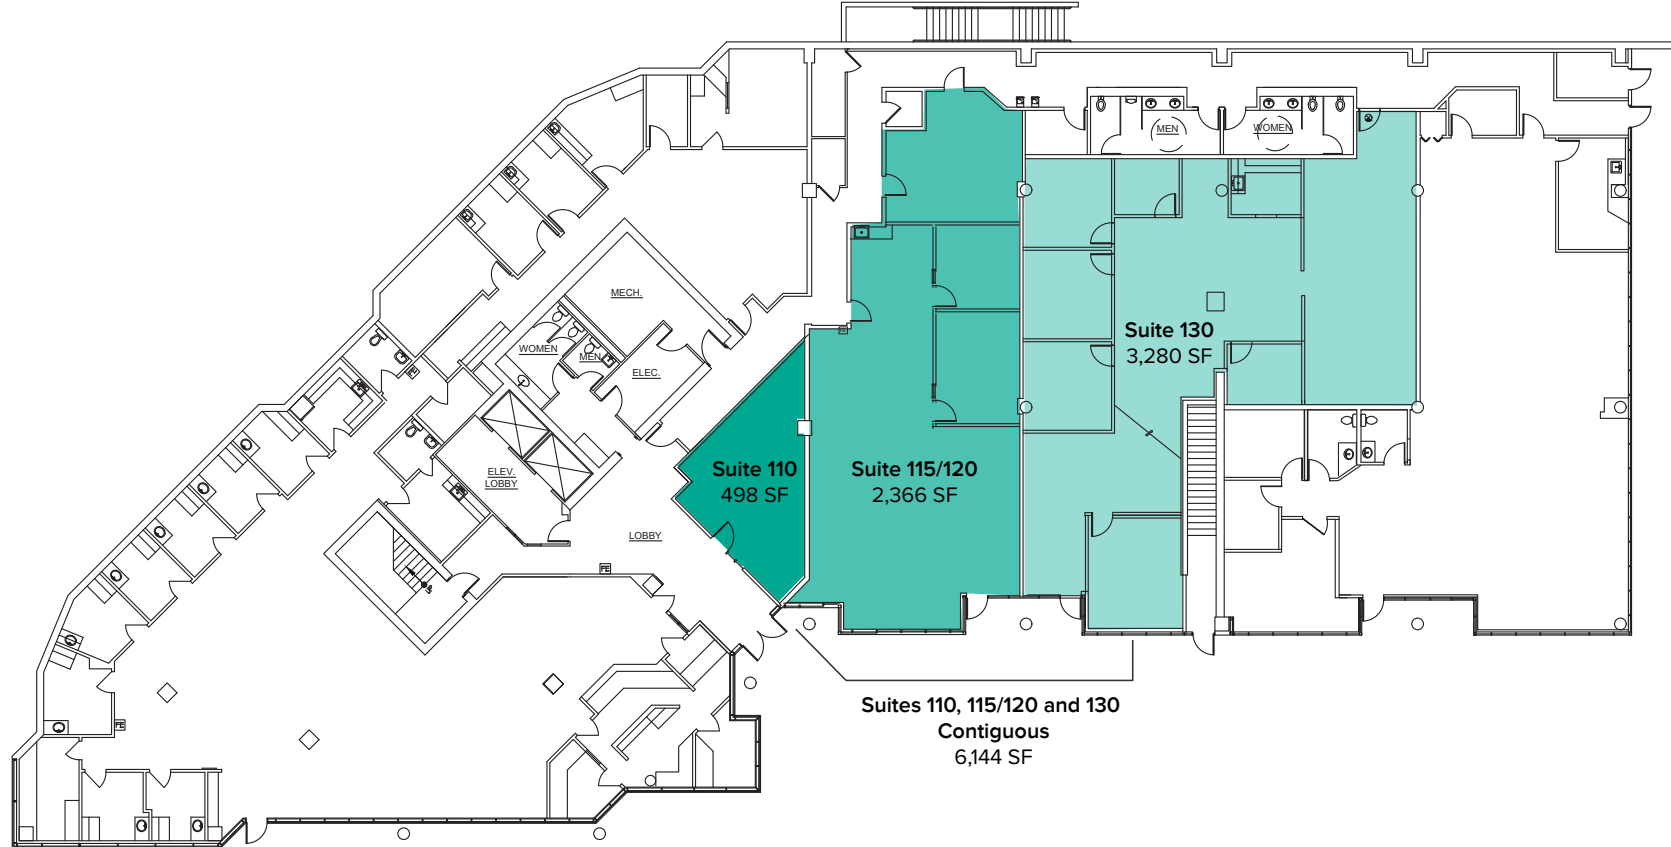 MEN
WOMEN
MECH.
WOMEN
MEN
ELEC.
Suite 130
3,280 SF
Suite 110
498 SF
Suite 115/120
2,366 SF
ELEV.
LOBBY
LOBBY
FE
FE
FE
Suites 110, 115/120 and 130
Contiguous
6,144 SF